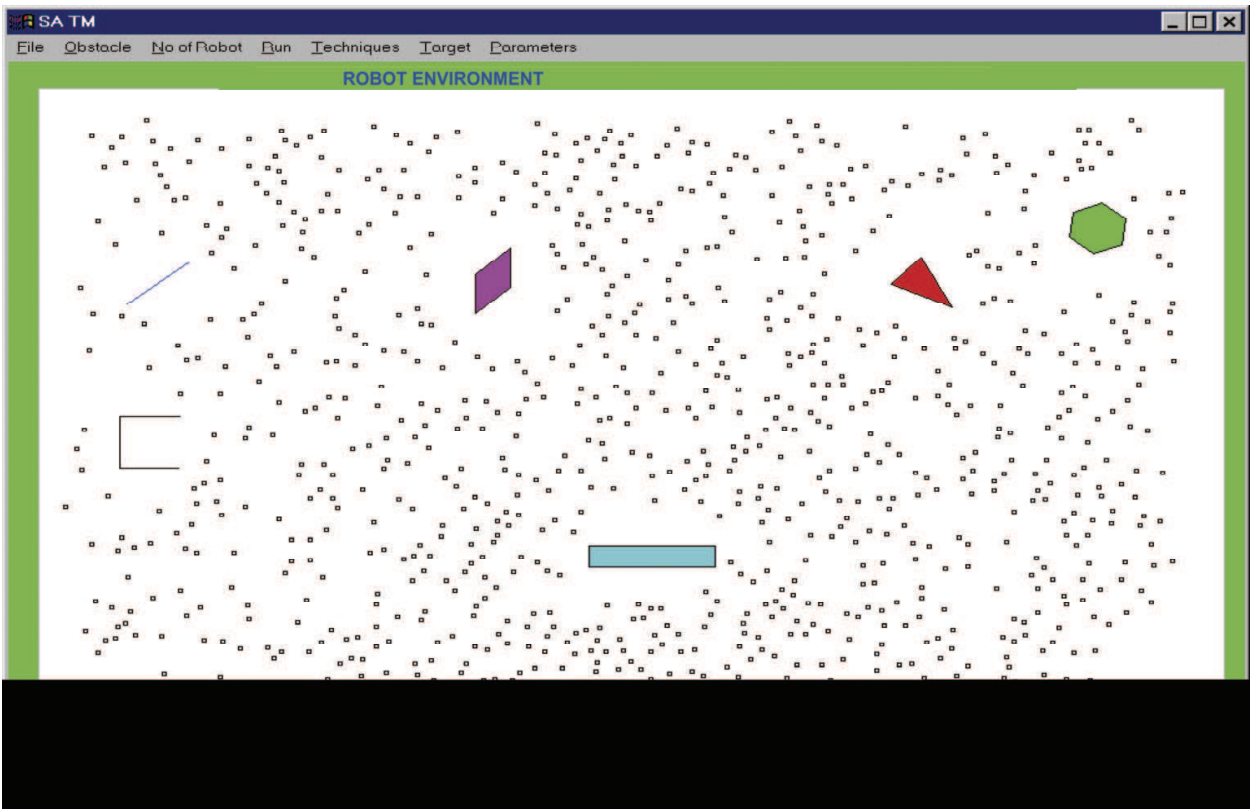 SA TM
File Obstacle No of Robot Run Techniques Target Parameters
ROBOT ENVIRONMENT